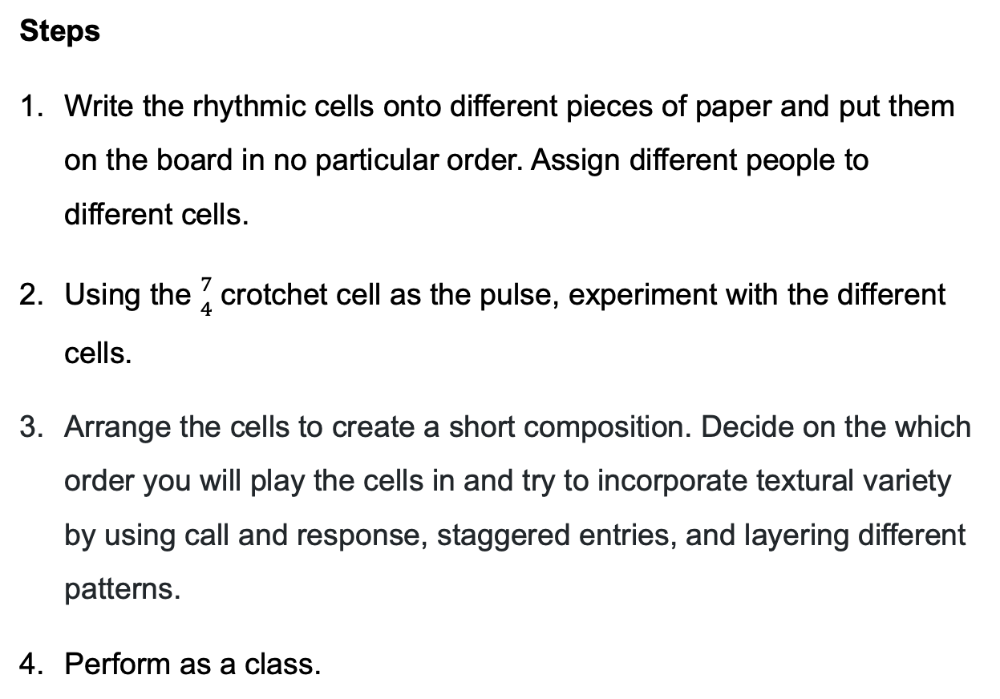 Steps
1. Write the rhythmic cells onto different pieces of paper and put them
on the board in no particular order. Assign different people to
different cells.
2. Using the 7/4 crotchet cell as the pulse, experiment with the different
cells.
3. Arrange the cells to create a short composition. Decide on the which
order you will play the cells in and try to incorporate textural variety
by using call and response, staggered entries, and layering different
patterns.
4. Perform as a class.